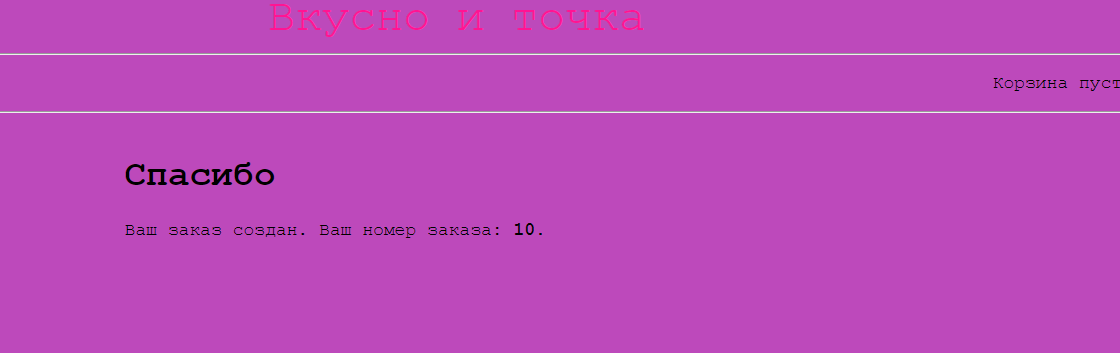 Вкусно и точка
Корзина пуст
Спасибо
Ваш заказ создан. Ваш номер заказа: 10.